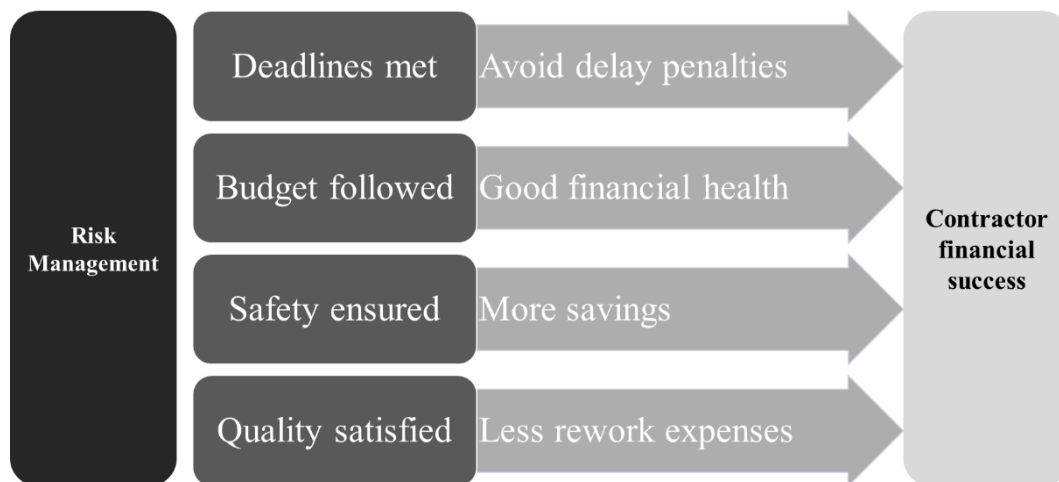 Risk
Management
Deadlines met
Avoid delay penalties
Budget followed
Good financial health
Safety ensured
More savings
Quality satisfied
Less rework expenses
Contractor
financial
success